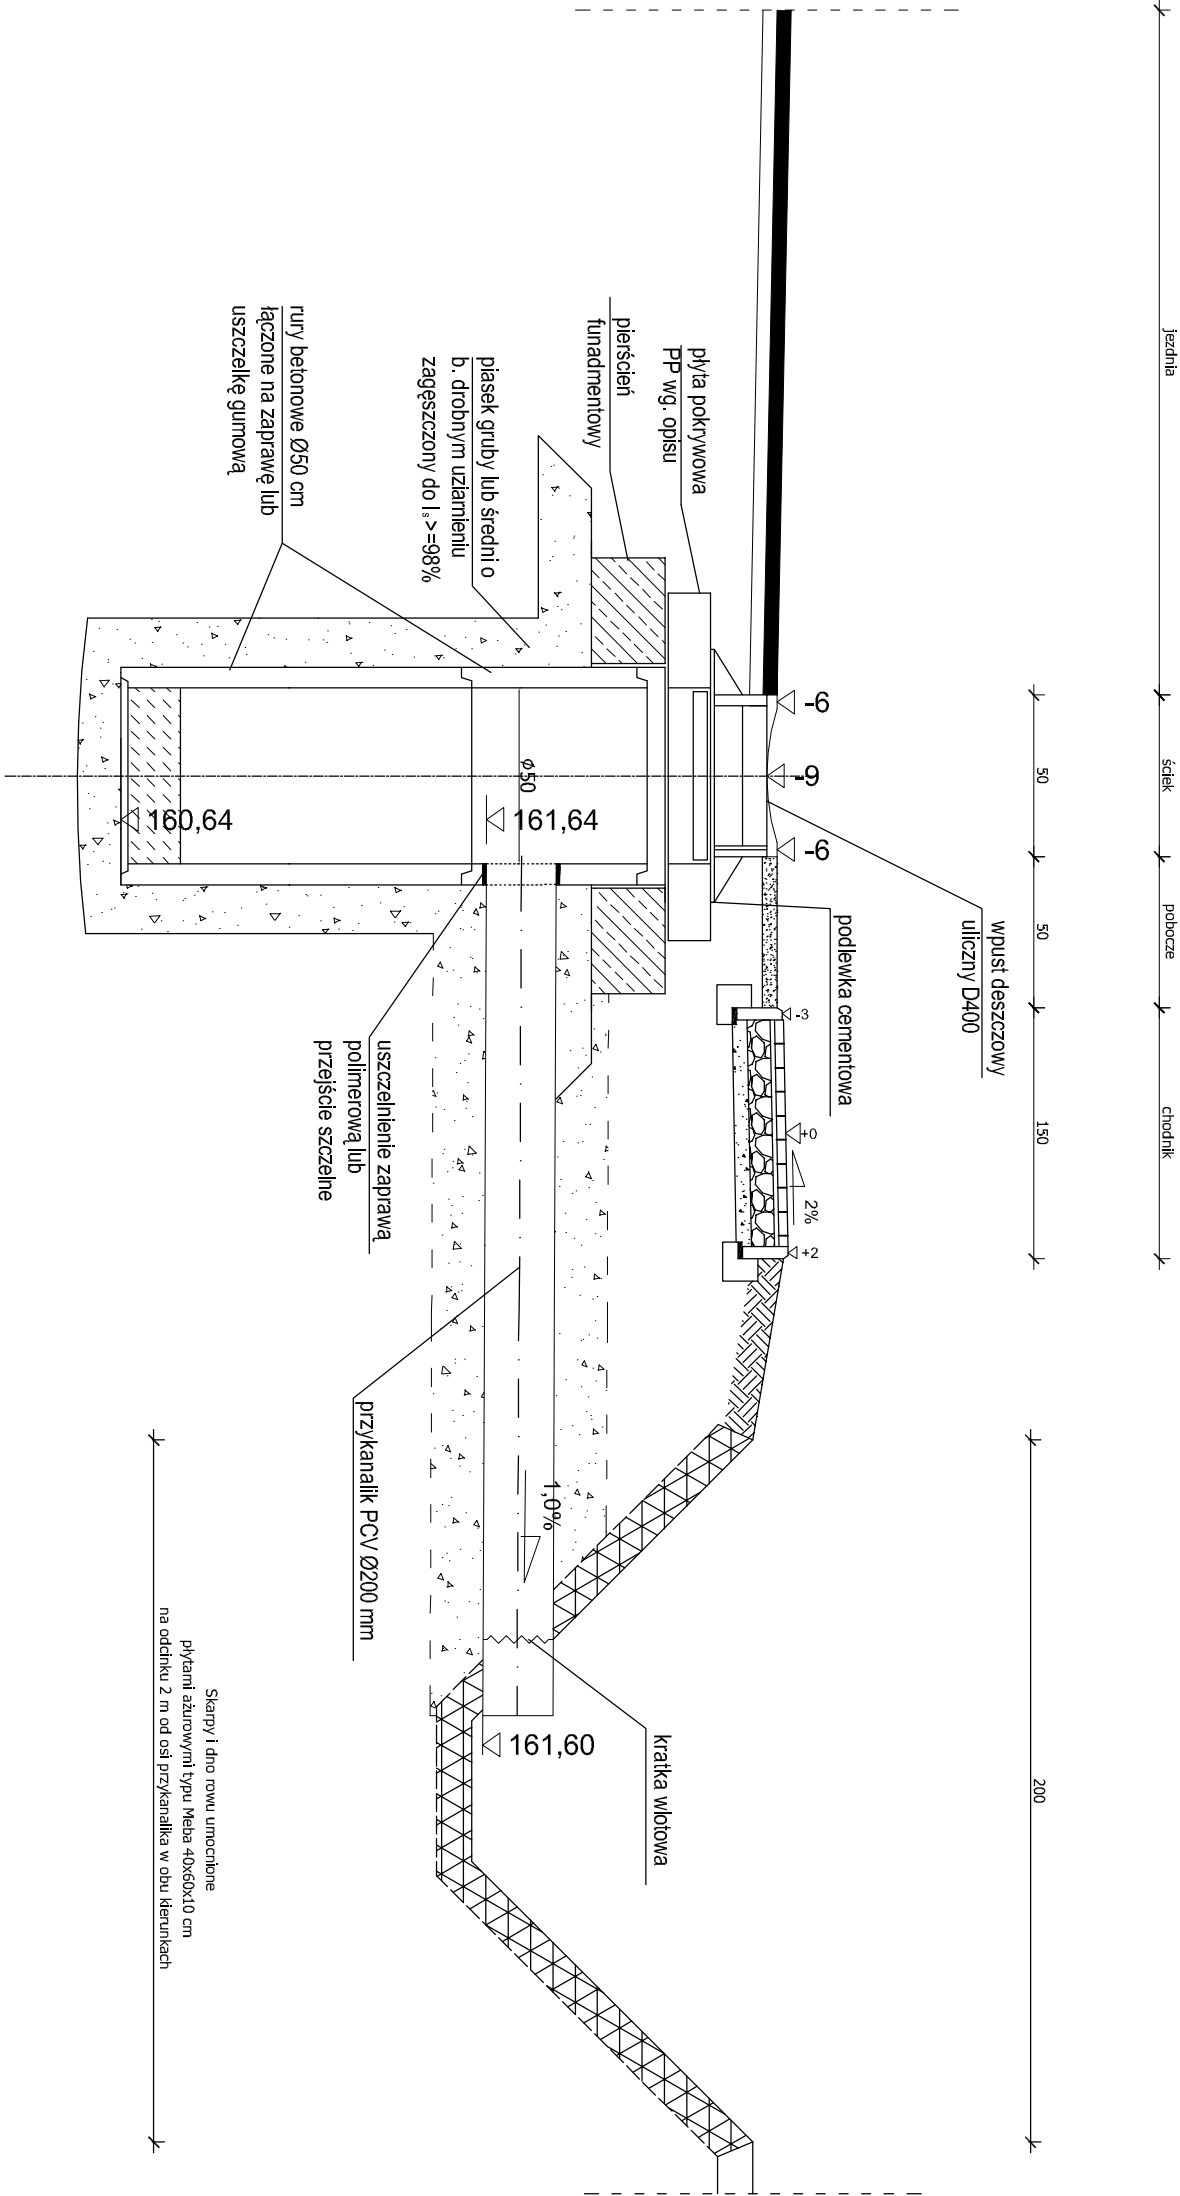 jezdnia
ściek
pobocze
chodnik
50
50
150
200
wpust deszczowy
uliczny D400
podlewka cementowa
-6
-9
-6
-3
+0
2%
+2
płyta pokrywowa
PP wg. opisu
pierścień
funadmentowy
piasek gruby lub średni o
b. drobnym uziarnieniu
zagęszczony do Is >=98%
rury betonowe Ø50 cm
łączone na zaprawę lub
uszczelkę gumową
Ø50
161,64
160,64
uszczelnienie zaprawą
polimerową lub
przejście szczelne
przykanalik PCV Ø200 mm
1,0%
kratka wlotowa
161,60
Skarpy i dno rowu umocnione
płytami ażurowymi typu Meba 40x60x10 cm
na odcinku 2 m od osi przykanalika w obu kierunkach